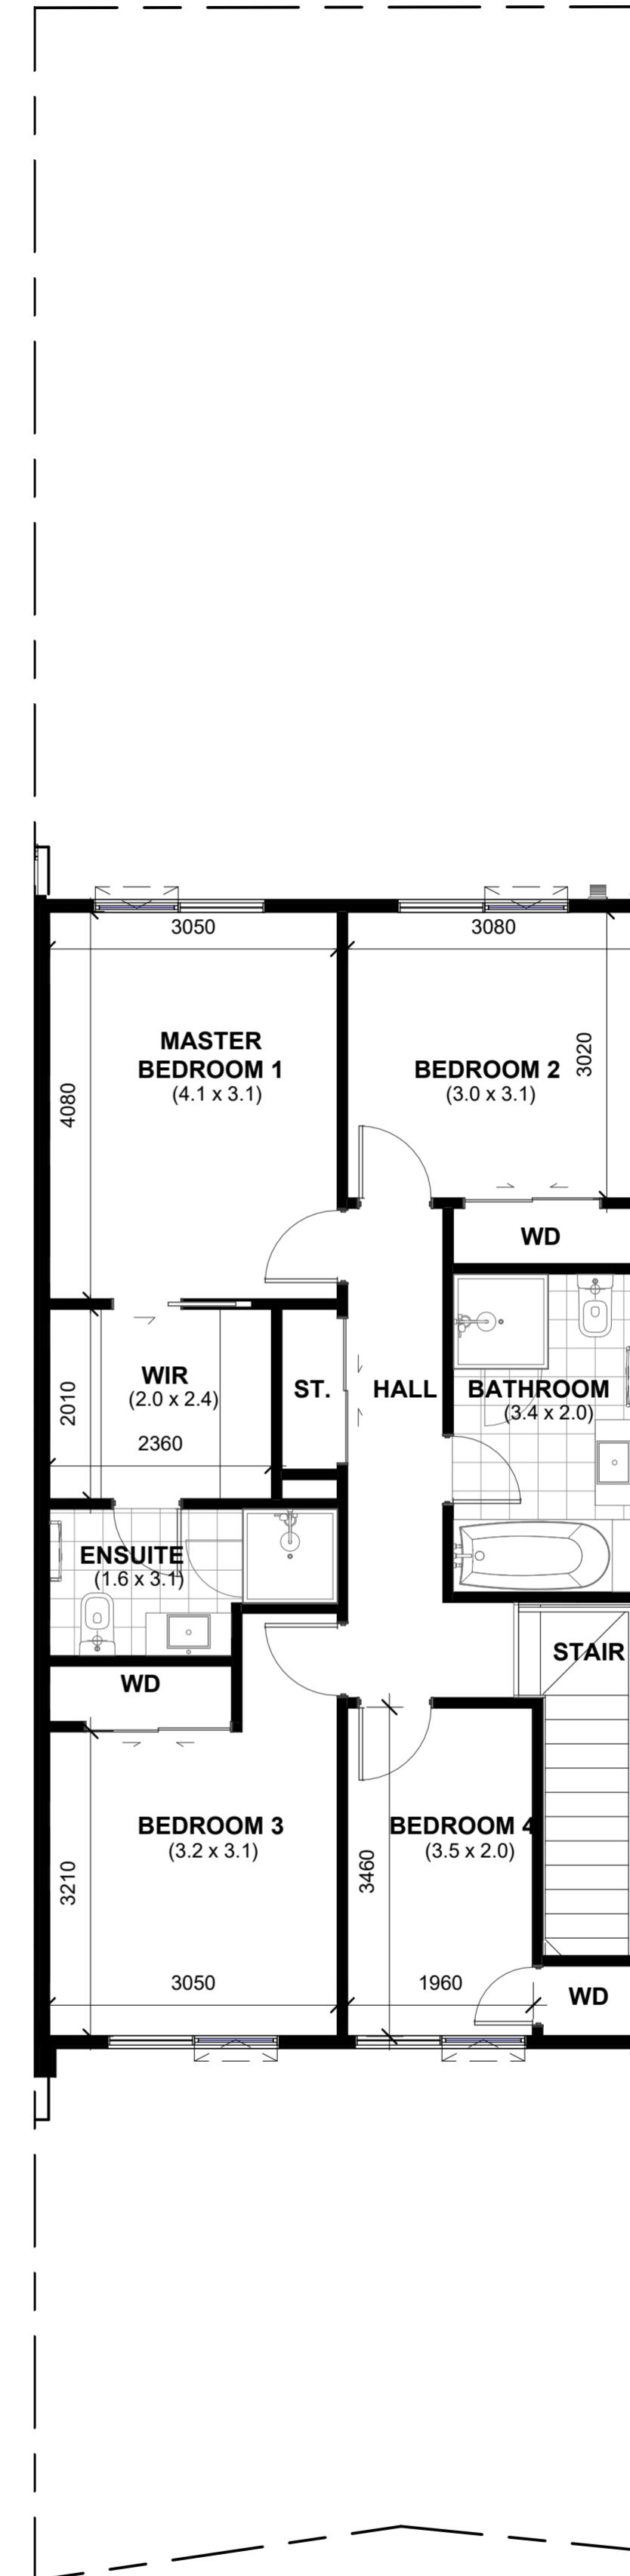 3050
3080
MASTER
BEDROOM 1
(4.1 x 3.1)
4080
BEDROOM 2
(3.0 x 3.1)
3020
WD
WIR
(2.0 x 2.4)
2010
2360
ST.
HALL
BATHROOM
(3.4 x 2.0)
ENSUITE
(1.6 x 3.1)
STAIR
WD
BEDROOM 3
(3.2 x 3.1)
3210
BEDROOM 4
(3.5 x 2.0)
3460
3050
1960
WD